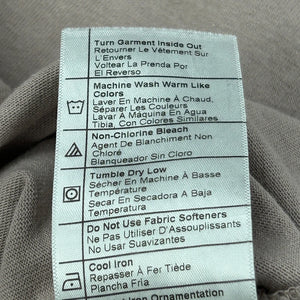 Turn Garment Inside Out
Retourner Le Vêtement Sur
L'Envers
Voltear La Prenda Por
El Reverso
Machine Wash Warm Like
Colors
Laver En Machine À Chaud,
Séparer Les Couleurs
Lavar A Máquina En Agua
Tibia, Con Colores Similares
Non-Chlorine Bleach
Agent De Blanchiment Non
Chloré
Blanqueador Sin Cloro
Tumble Dry Low
Sécher En Machine À Basse
Température
Secar En Secadora A Baja
Temperatura
Do Not Use Fabric Softeners
Ne Pas Utiliser D'Assouplissants
No Usar Suavizantes
Cool Iron
Repasser À Fer Tiède
Plancha Fría
Iron Ornamentation